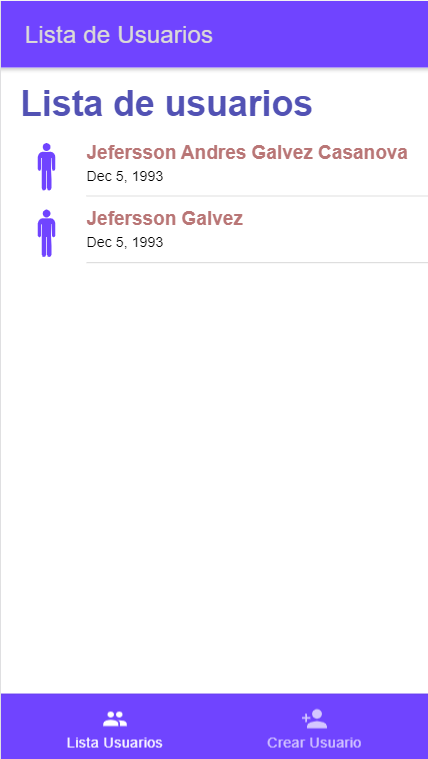 Lista de Usuarios
Lista de usuarios
Jefersson Andres Galvez Casanova
Dec 5, 1993
Jefersson Galvez
Dec 5, 1993
Lista Usuarios
Crear Usuario